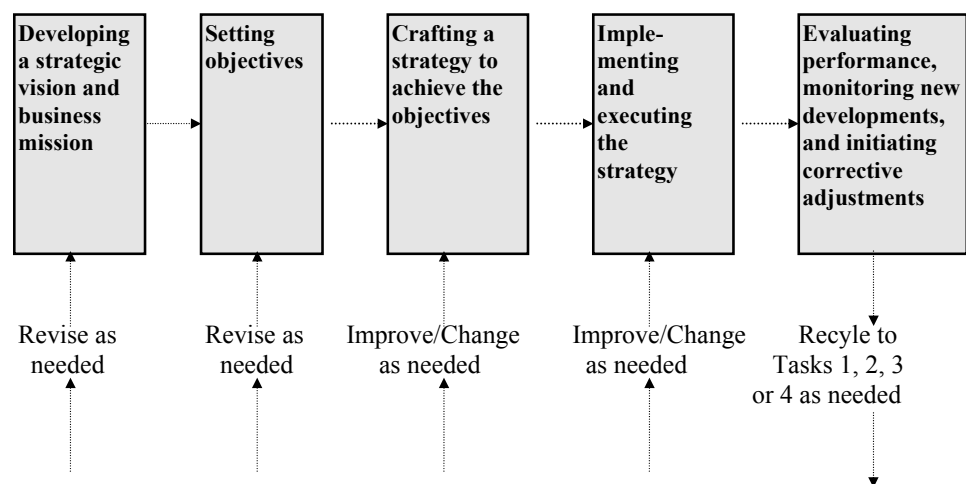 Developing
a strategic
vision and
business
mission
Setting
objectives
Crafting a
strategy to
achieve the
objectives
Imple-
menting
and
executing
the
strategy
Evaluating
performance,
monitoring new
developments,
and initiating
corrective
adjustments
Revise as
needed
Revise as
needed
Improve/Change
as needed
Improve/Change
as needed
Recyle to
Tasks 1, 2, 3
or 4 as needed